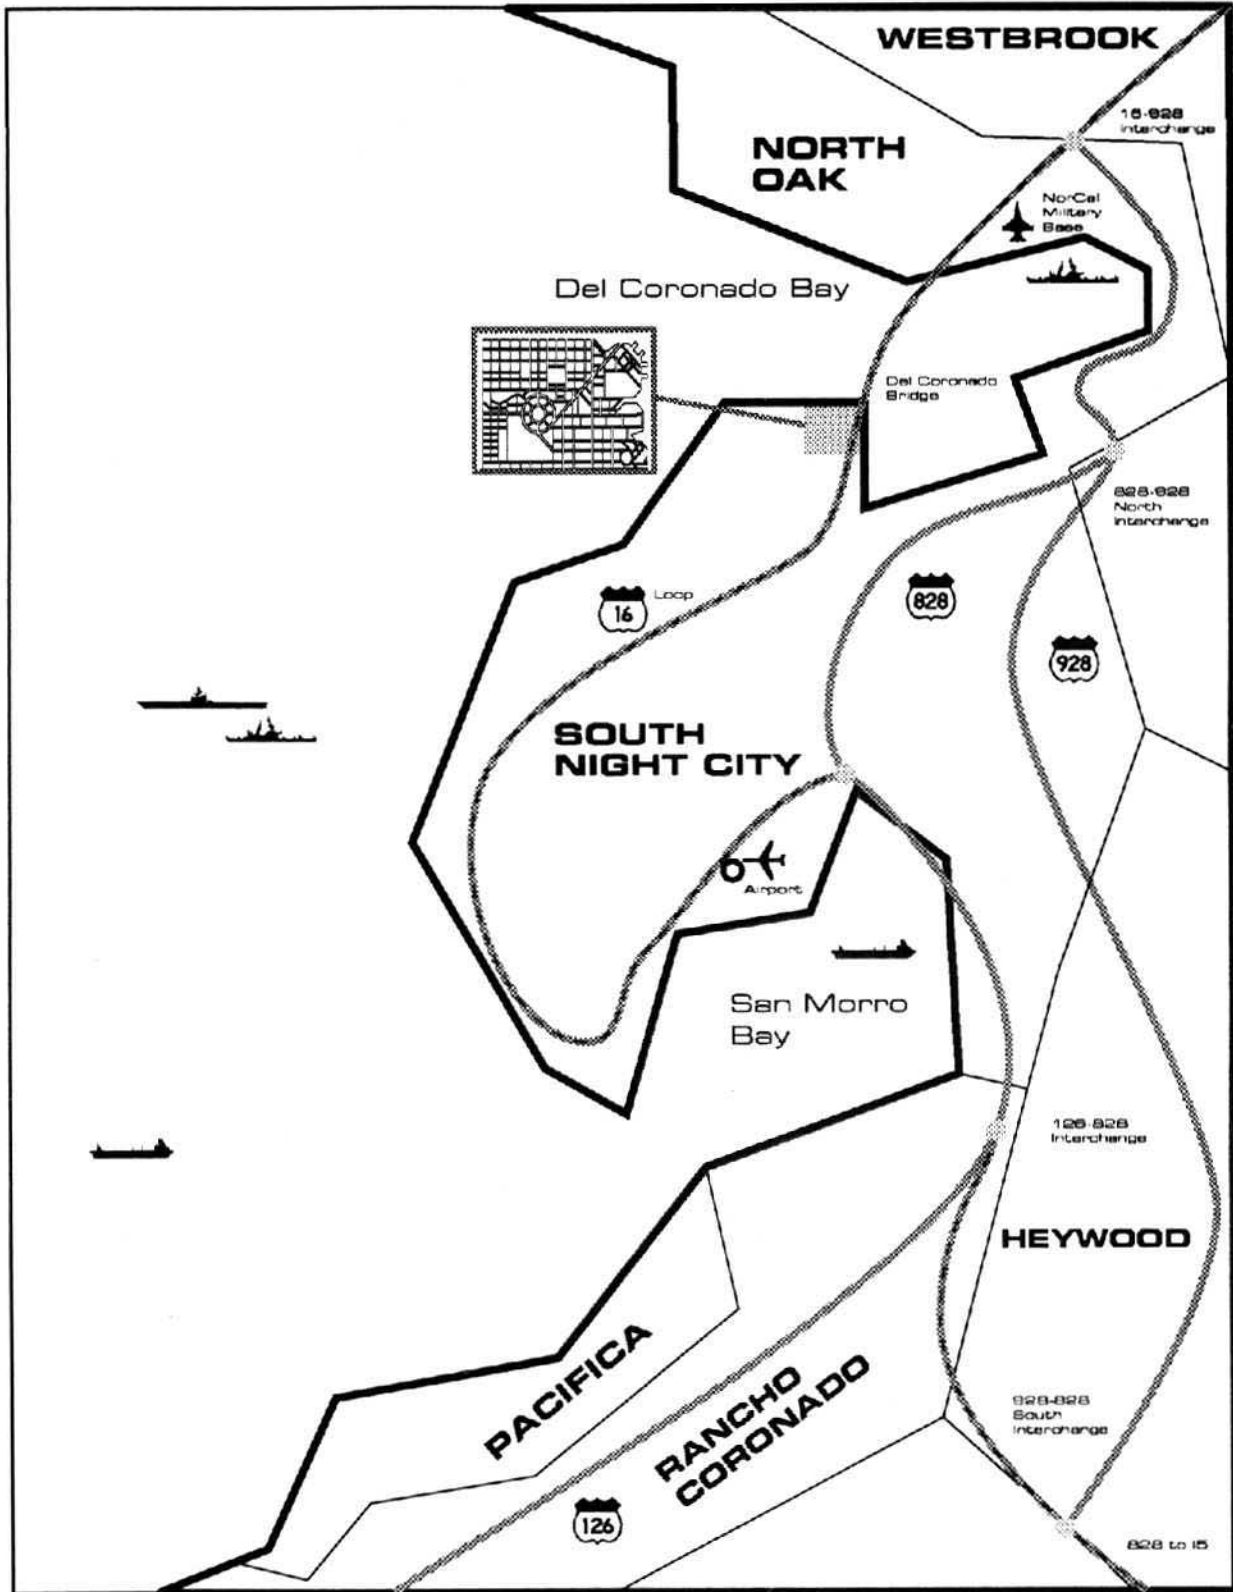 WESTBROOK
16-928
Interchange
NORTH
OAK
NorCal
Military
Base
Del Coronado Bay
Del Coronado
Bridge
828-928
North
Interchange
16
Loop
828
928
SOUTH
NIGHT CITY
Airport
San Morro
Bay
126-828
Interchange
HEYWOOD
PACIFICA
RANCHO
CORONADO
928-828
South
Interchange
126
828 to I5